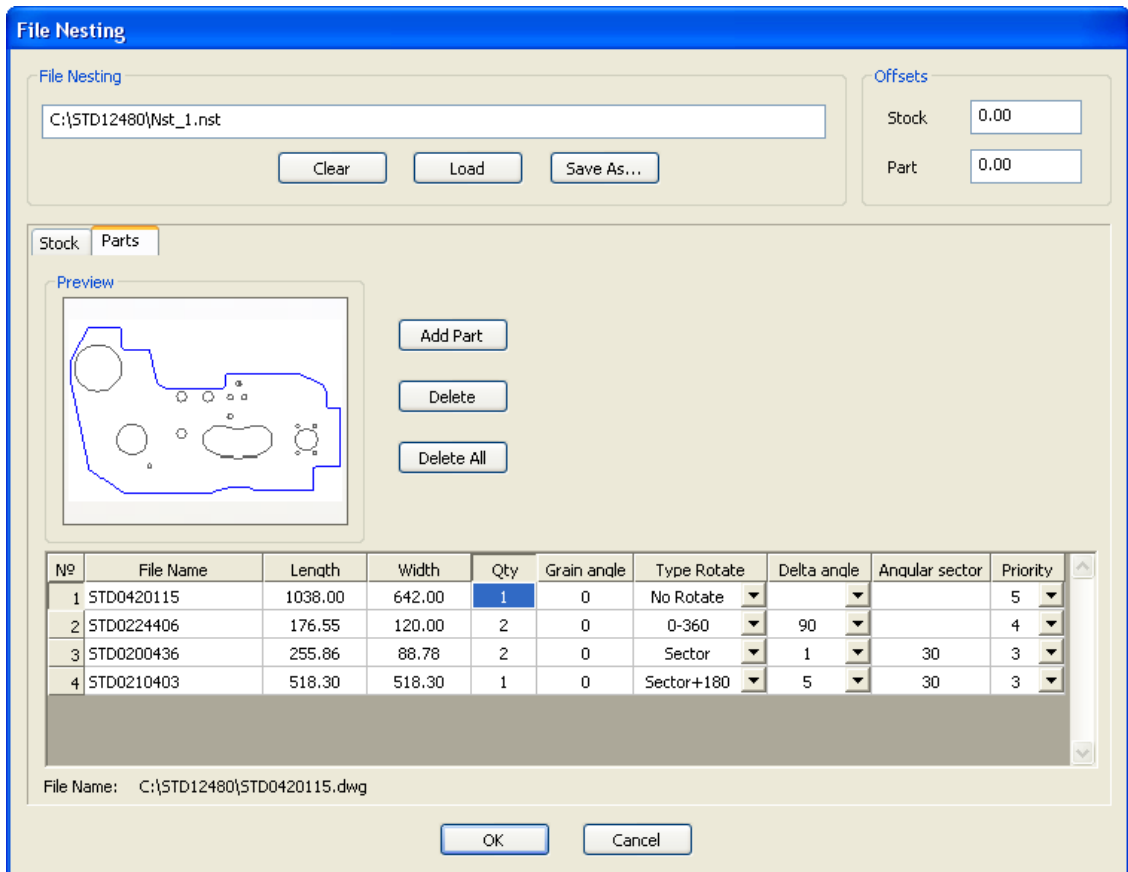 File Nesting
File Nesting
C:\STD12480\Nst_1.nst
Clear Load Save As...
Offsets
Stock 0.00
Part 0.00
Stock Parts
Preview
Add Part
Delete
Delete All
Nº File Name Length Width Qty Grain angle Type Rotate Delta angle Angular sector Priority
1 STD0420115 1038.00 642.00 1 0 No Rotate 5
2 STD0224406 176.55 120.00 2 0 0-360 90 4
3 STD0200436 255.86 88.78 2 0 Sector 1 30 3
4 STD0210403 518.30 518.30 1 0 Sector+180 5 30 3
File Name: C:\STD12480\STD0420115.dwg
OK Cancel